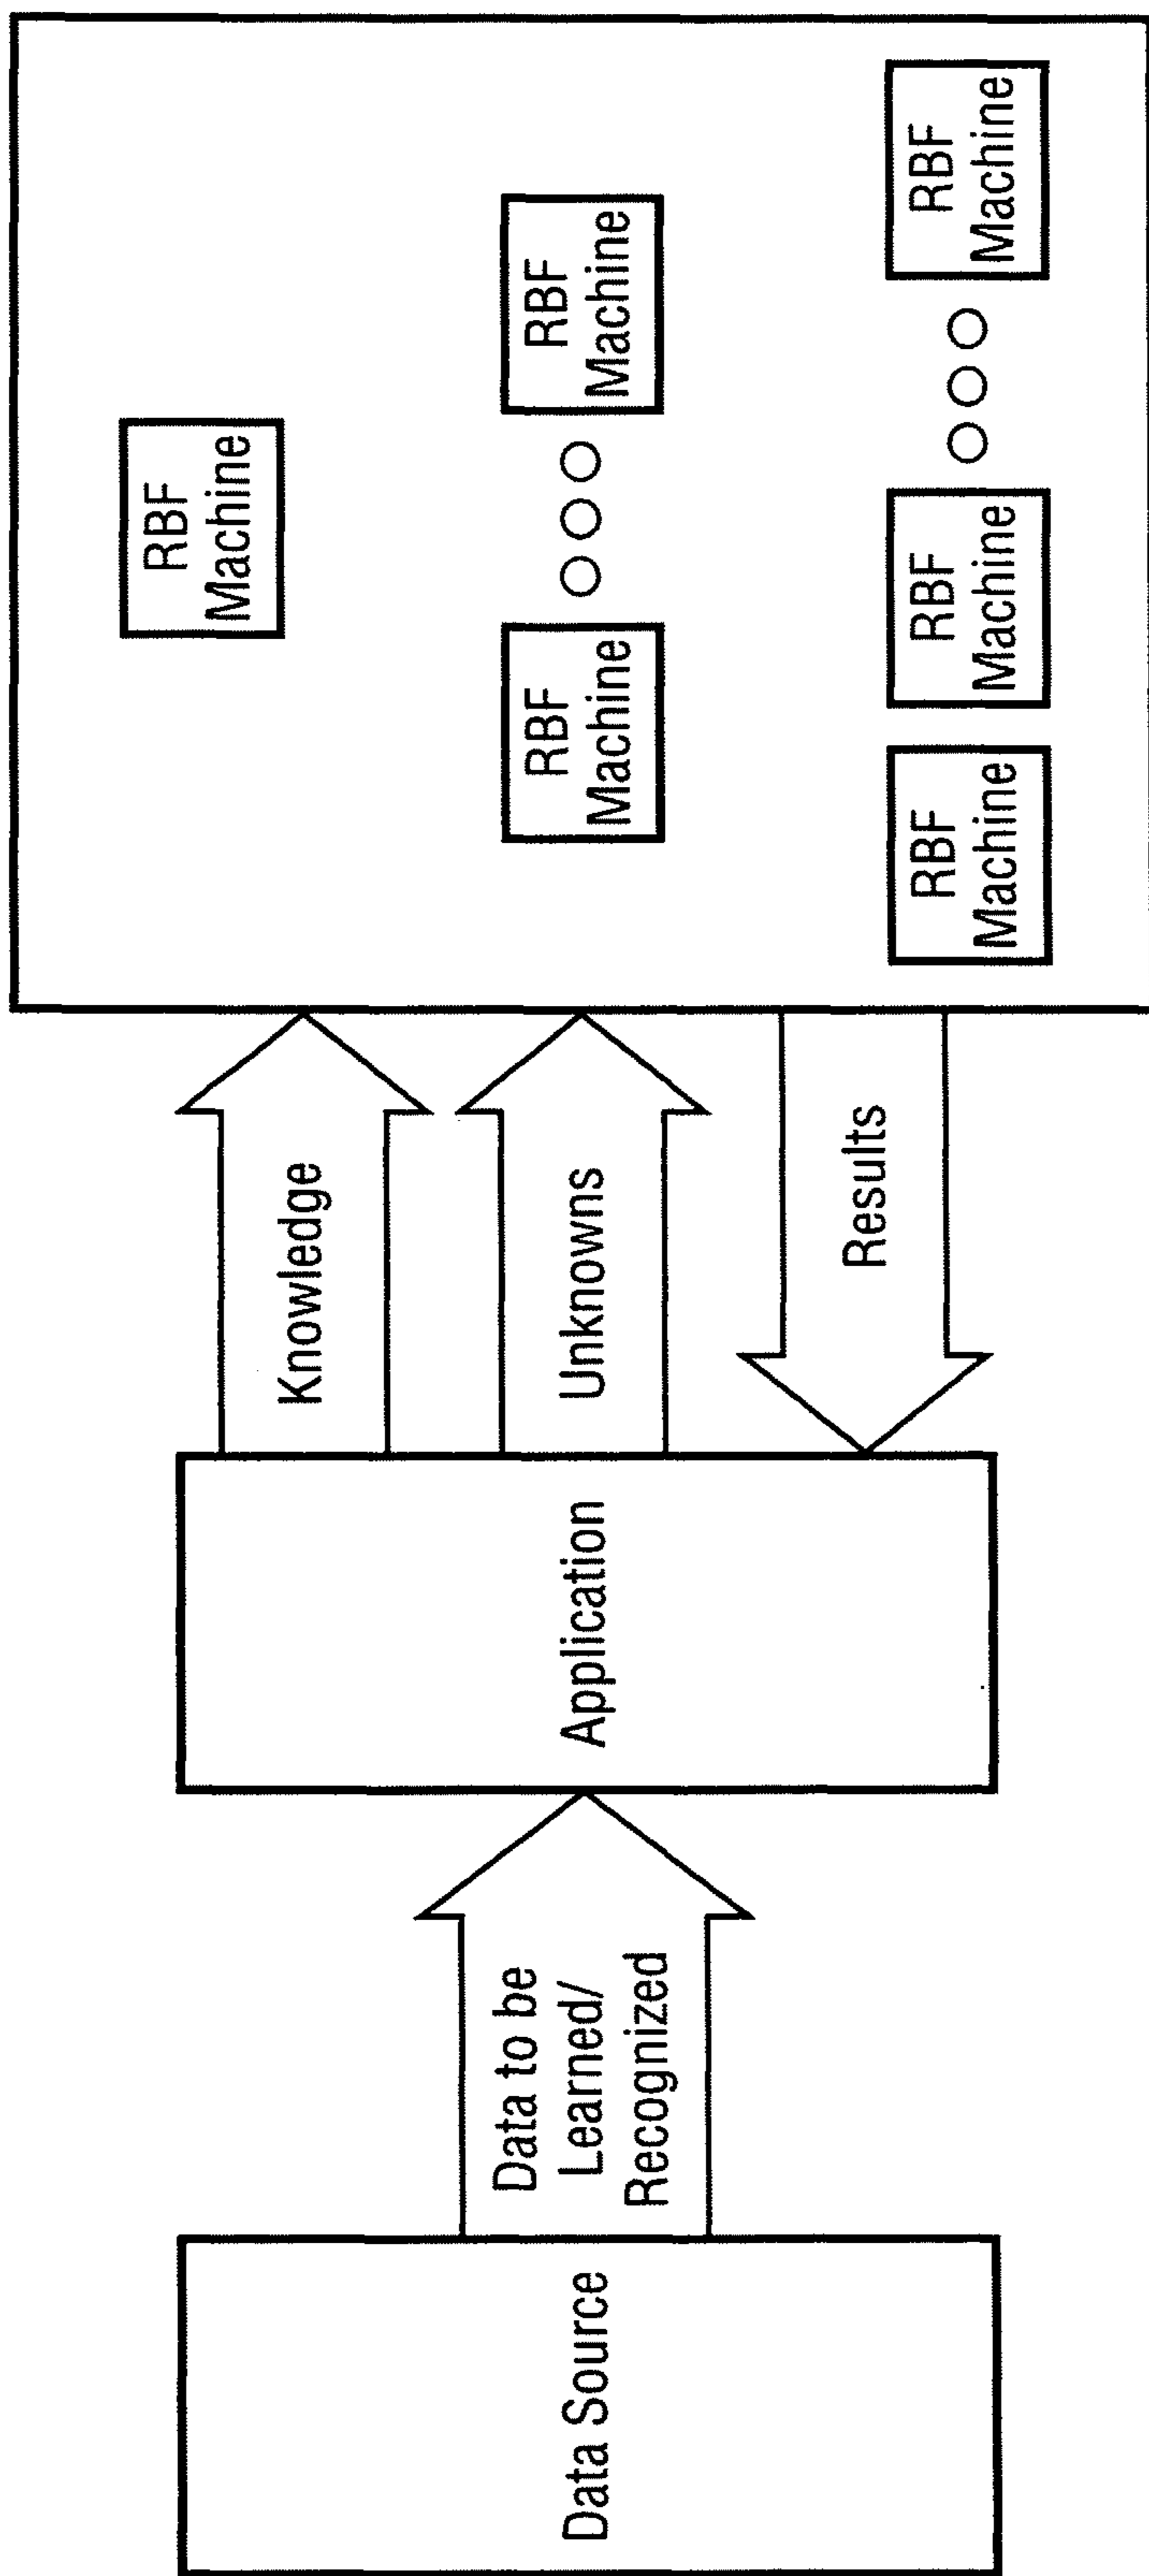 Data Source
Data to be
Learned/
Recognized
Application
Knowledge
Unknowns
Results
RBF
Machine
RBF
Machine
RBF
Machine
RBF
Machine
RBF
Machine
RBF
Machine